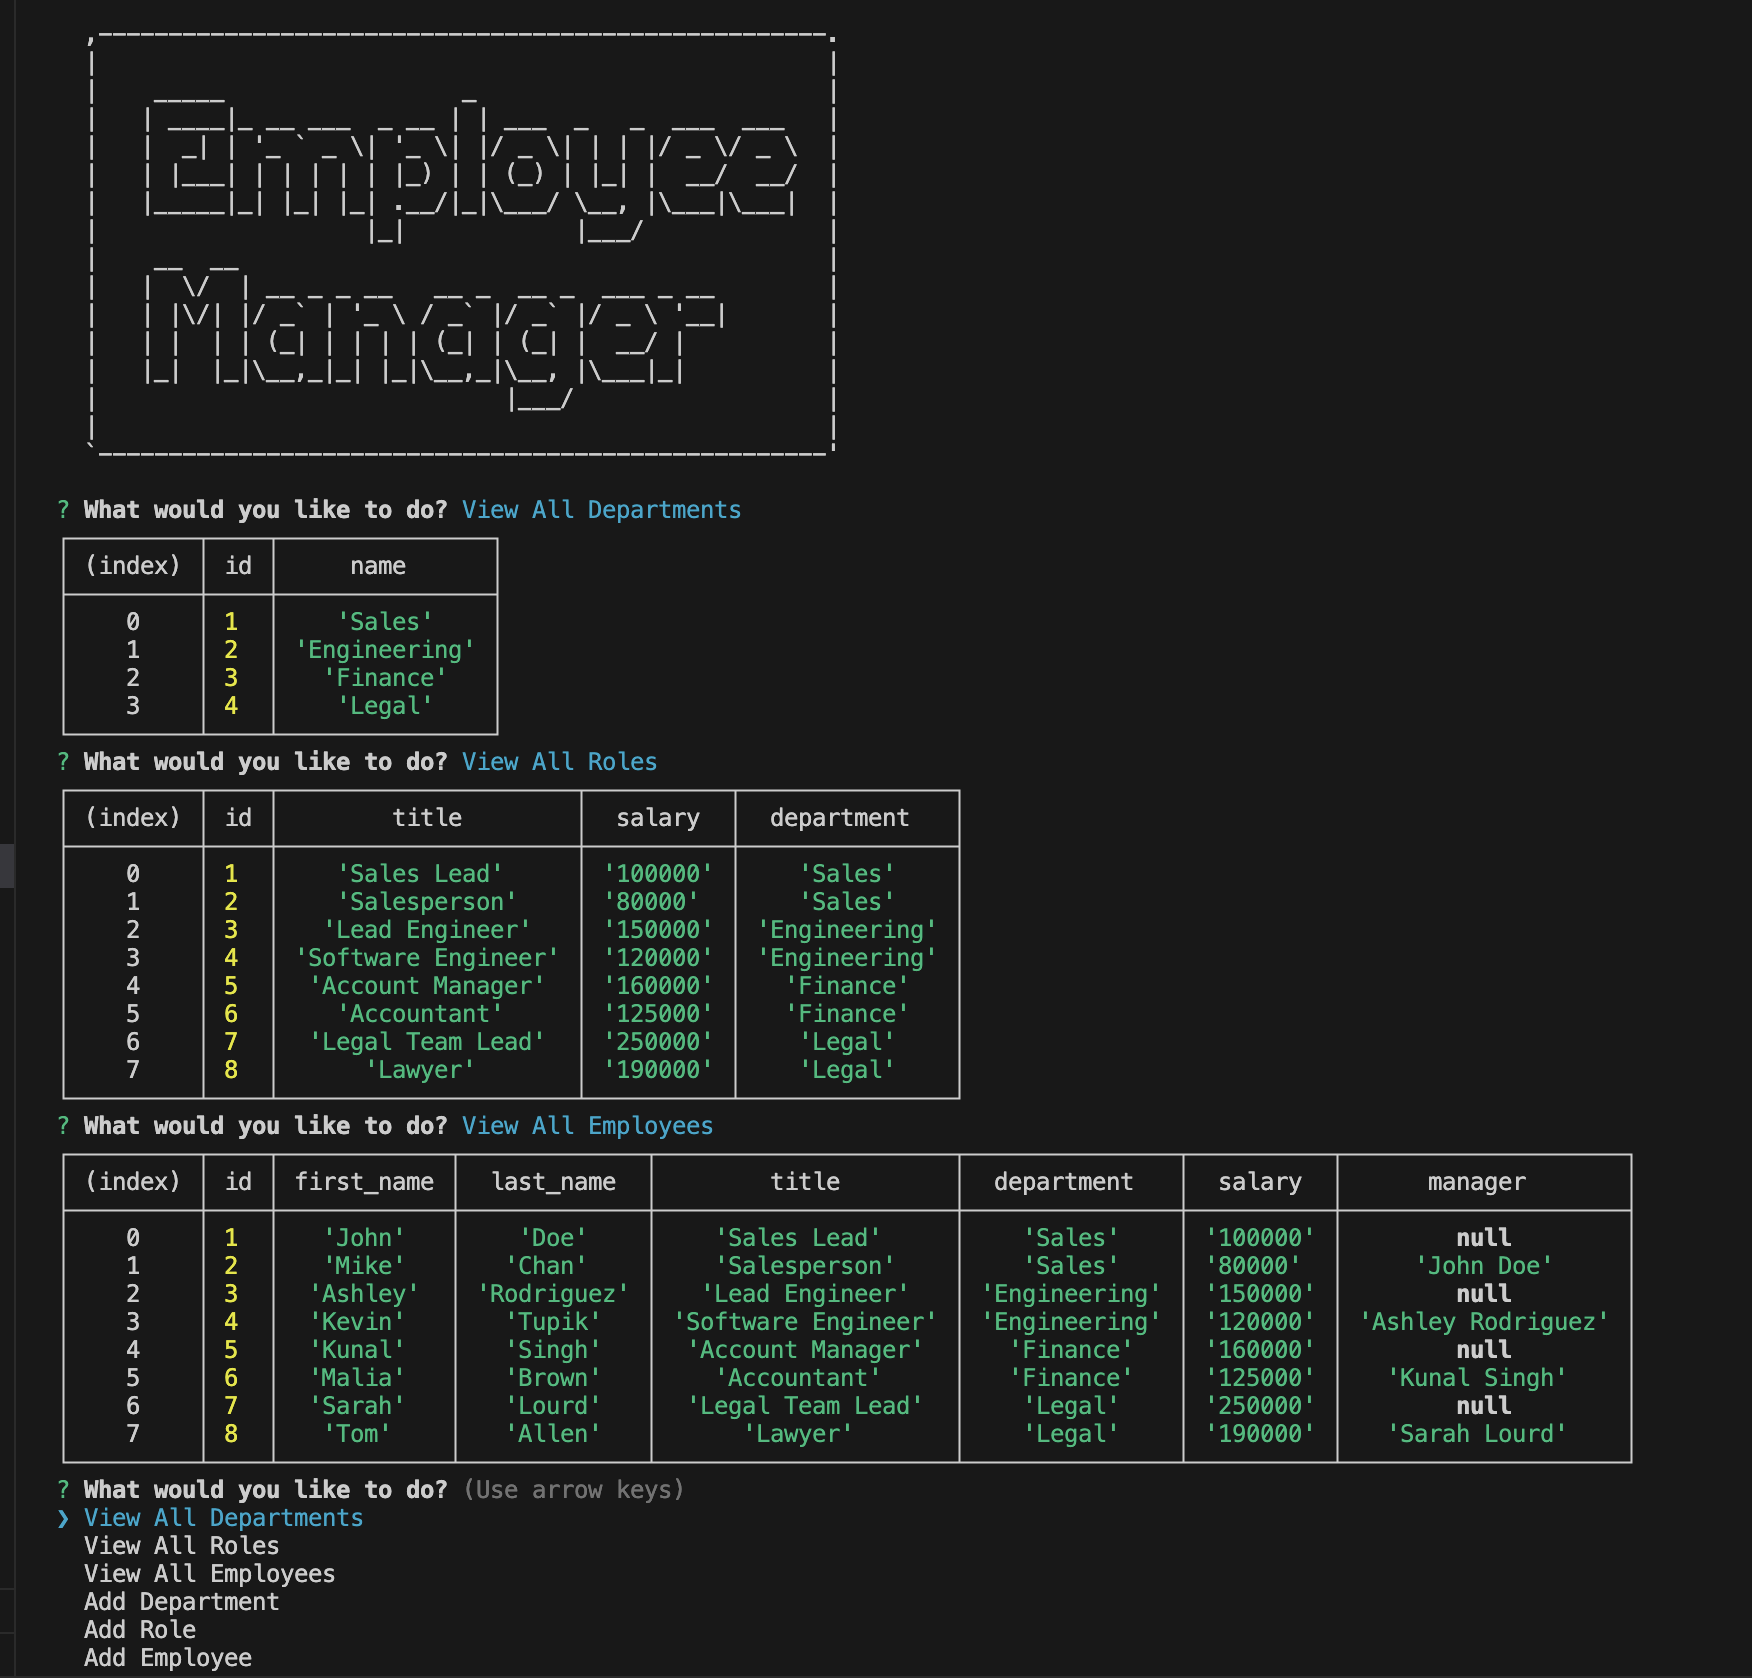 Employee
Manager
? What would you like to do? View All Departments
(index) id name
0 1 'Sales'
1 2 'Engineering'
2 3 'Finance'
3 4 'Legal'
? What would you like to do? View All Roles
(index) id title salary department
0 1 'Sales Lead' '100000' 'Sales'
1 2 'Salesperson' '80000' 'Sales'
2 3 'Lead Engineer' '150000' 'Engineering'
3 4 'Software Engineer' '120000' 'Engineering'
4 5 'Account Manager' '160000' 'Finance'
5 6 'Accountant' '125000' 'Finance'
6 7 'Legal Team Lead' '250000' 'Legal'
7 8 'Lawyer' '190000' 'Legal'
? What would you like to do? View All Employees
(index) id first_name last_name title department salary manager
0 1 'John' 'Doe' 'Sales Lead' 'Sales' '100000' null
1 2 'Mike' 'Chan' 'Salesperson' 'Sales' '80000' 'John Doe'
2 3 'Ashley' 'Rodriguez' 'Lead Engineer' 'Engineering' '150000' null
3 4 'Kevin' 'Tupik' 'Software Engineer' 'Engineering' '120000' 'Ashley Rodriguez'
4 5 'Kunal' 'Singh' 'Account Manager' 'Finance' '160000' null
5 6 'Malia' 'Brown' 'Accountant' 'Finance' '125000' 'Kunal Singh'
6 7 'Sarah' 'Lourd' 'Legal Team Lead' 'Legal' '250000' null
7 8 'Tom' 'Allen' 'Lawyer' 'Legal' '190000' 'Sarah Lourd'
? What would you like to do? (Use arrow keys)
❯ View All Departments
View All Roles
View All Employees
Add Department
Add Role
Add Employee